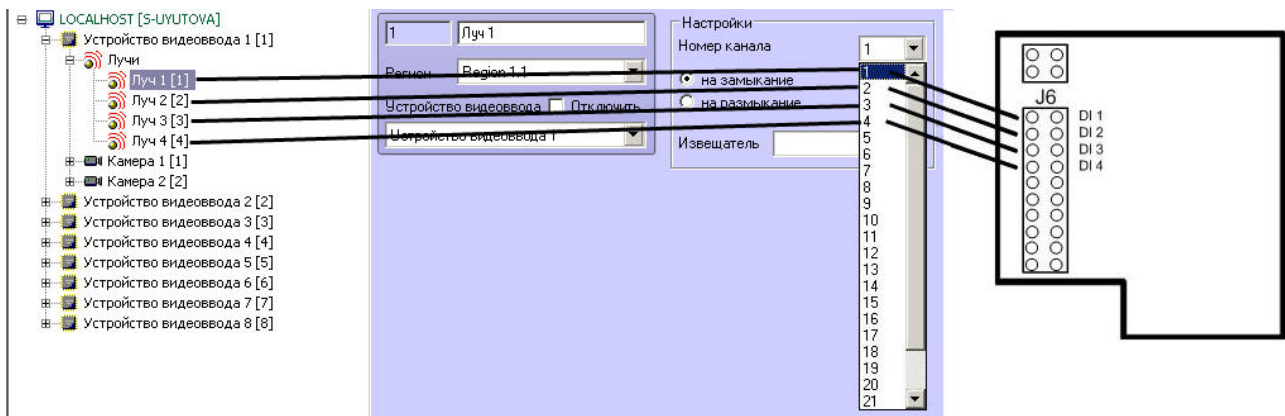 LOCALHOST [S-UYUTOVA]
Устройство видеоввода 1 [1]
Лучи
Луч 1 [1]
Луч 2 [2]
Луч 3 [3]
Луч 4 [4]
Камера 1 [1]
Камера 2 [2]
Устройство видеоввода 2 [2]
Устройство видеоввода 3 [3]
Устройство видеоввода 4 [4]
Устройство видеоввода 5 [5]
Устройство видеоввода 6 [6]
Устройство видеоввода 7 [7]
Устройство видеоввода 8 [8]
1
Луч 1
Регион
Region 1.1
Устройство видеоввода
Отключить
Устройство видеоввода 1
Настройки
Номер канала
1
на замыкание
на размыкание
Извещатель
1
2
3
4
5
6
7
8
9
10
11
12
13
14
15
16
17
18
19
20
21
J6
DI 1
DI 2
DI 3
DI 4